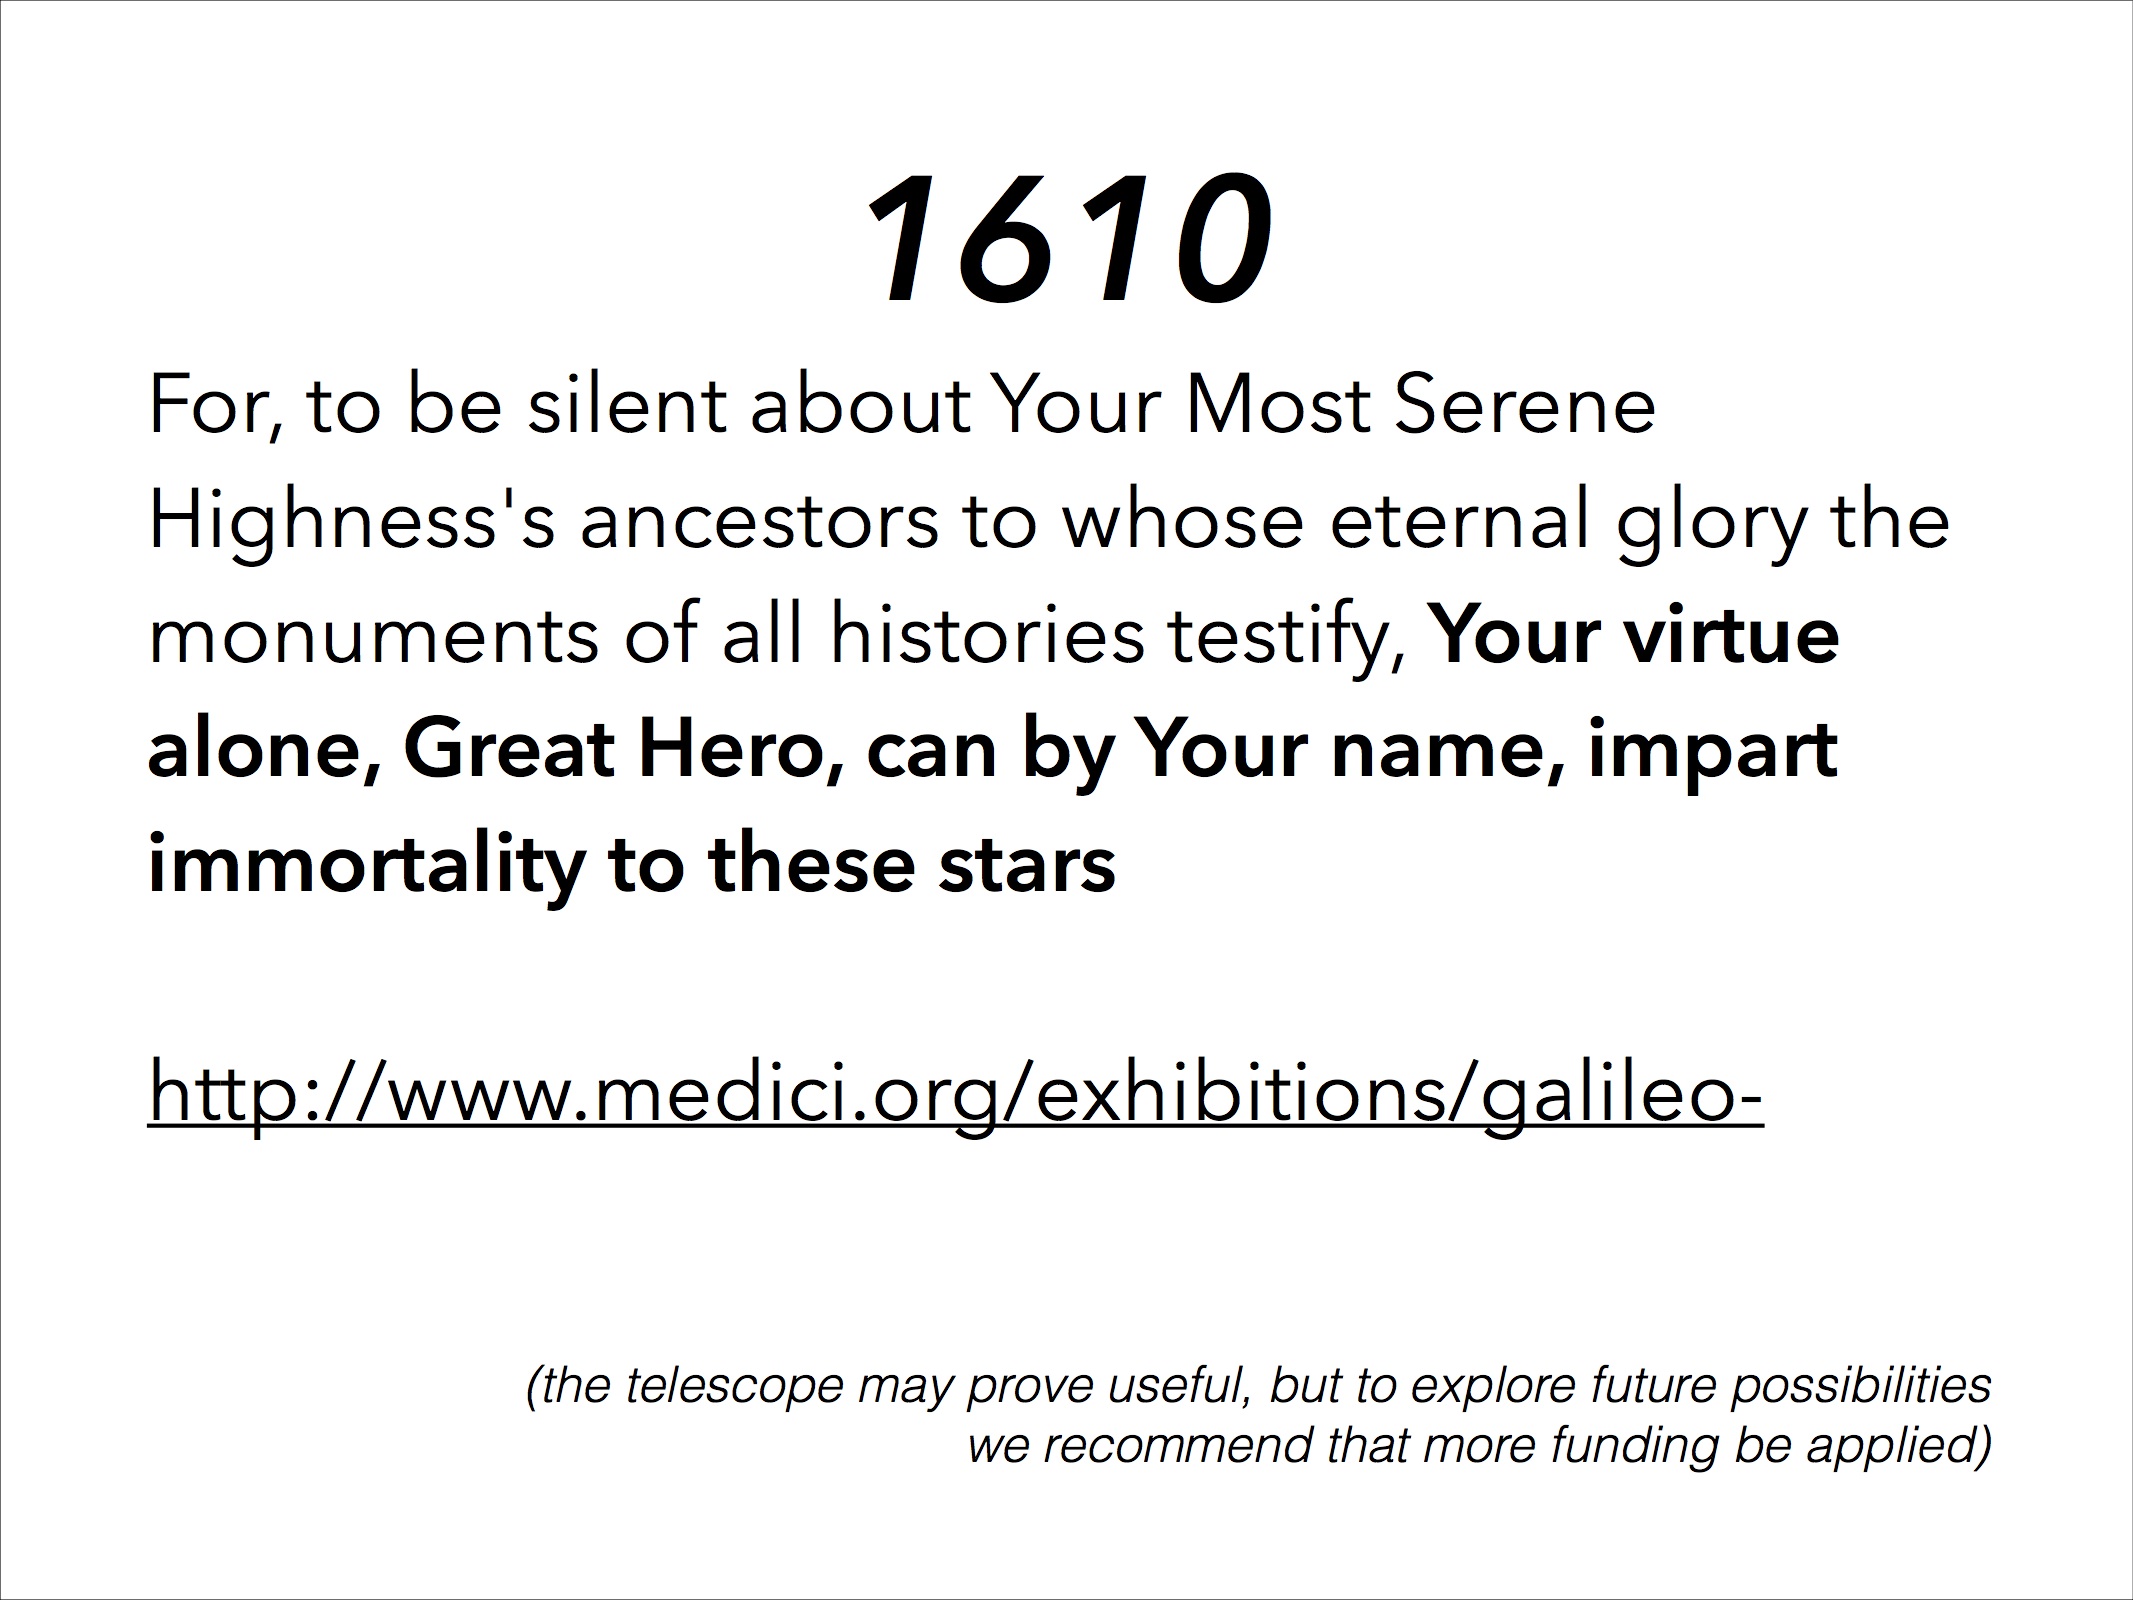 1610
For, to be silent about Your Most Serene
Highness's ancestors to whose eternal glory the
monuments of all histories testify, Your virtue
alone, Great Hero, can by Your name, impart
immortality to these stars
http://www.medici.org/exhibitions/galileo-
(the telescope may prove useful, but to explore future possibilities
we recommend that more funding be applied)